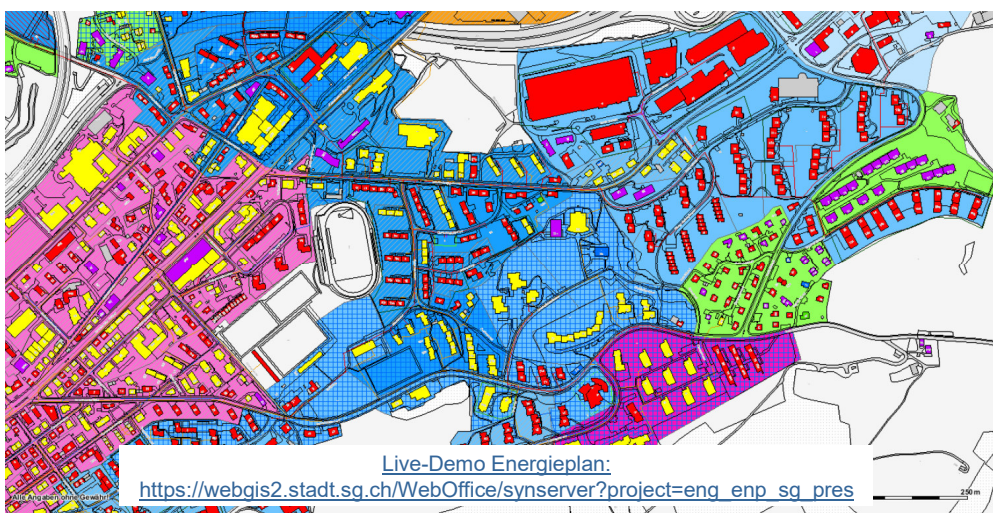 Live-Demo Energieplan:
https://webgis2.stadt.sg.ch/WebOffice/synserver?project=eng_enp_sg_pres
Alle Angaben ohne Gewähr!
250 m